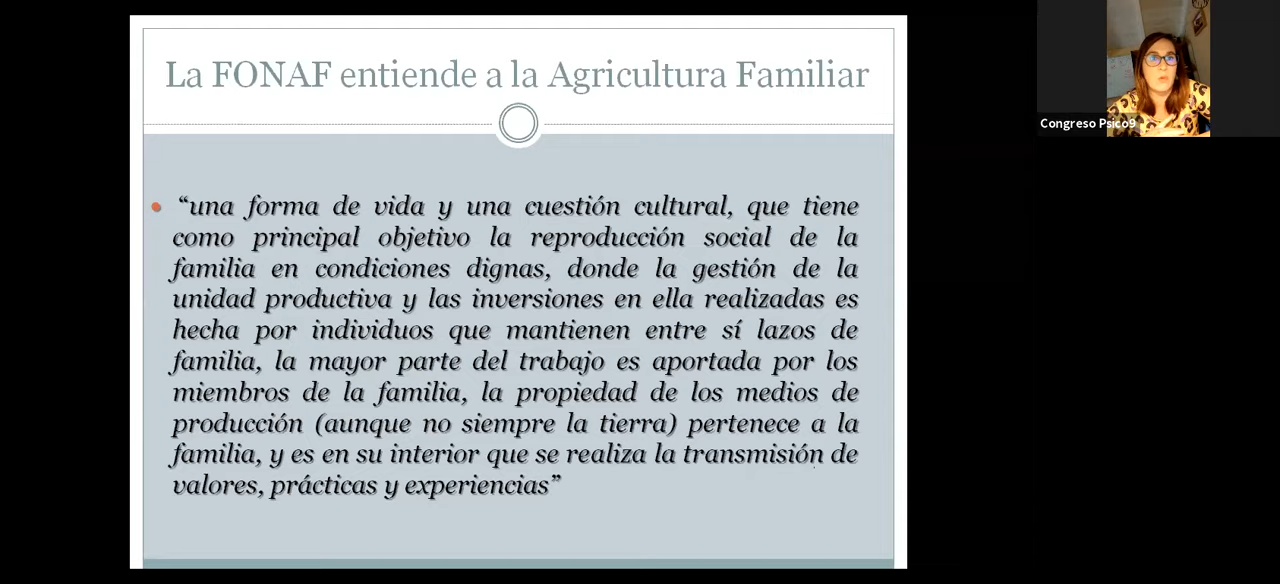 La FONAF entiende a la Agricultura Familiar
Congreso Psico9
“una forma de vida y una cuestión cultural, que tiene
como principal objetivo la reproducción social de la
familia en condiciones dignas, donde la gestión de la
unidad productiva y las inversiones en ella realizadas es
hecha por individuos que mantienen entre sí lazos de
familia, la mayor parte del trabajo es aportada por los
miembros de la familia, la propiedad de los medios de
producción (aunque no siempre la tierra) pertenece a la
familia, y es en su interior que se realiza la transmisión de
valores, prácticas y experiencias”